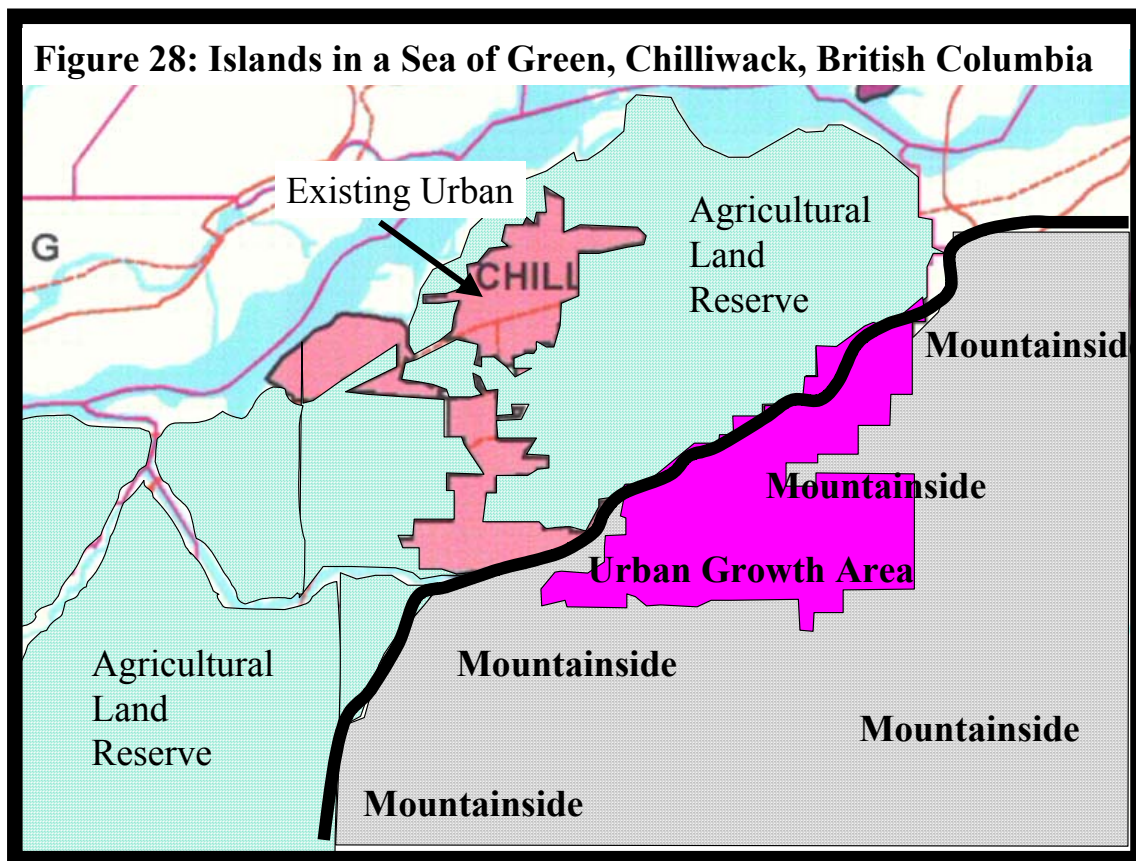 Figure 28: Islands in a Sea of Green, Chilliwack, British Columbia
Existing Urban
Agricultural
Land
Reserve
G
CHILL
Mountainsid
Mountainside
Urban Growth Area
Agricultural
Land
Reserve
Mountainside
Mountainside
Mountainside